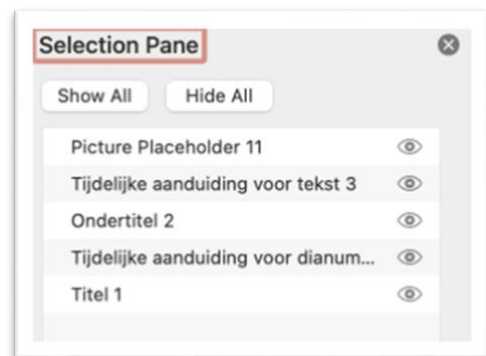 Selection Pane
Show All Hide All
Picture Placeholder 11
Tijdelijke aanduiding voor tekst 3
Ondertitel 2
Tijdelijke aanduiding voor dianum...
Titel 1